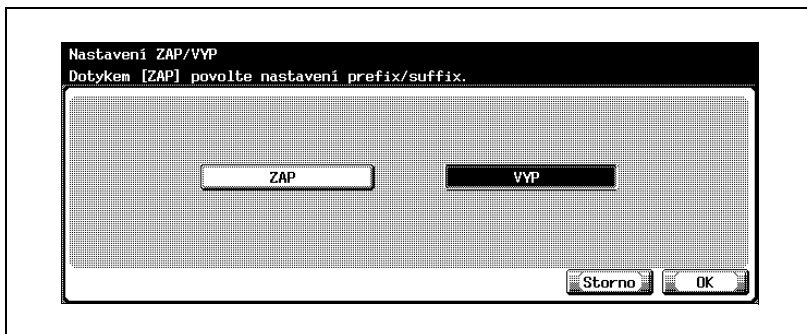 Nastavení ZAP/VYP
Dotykem [ZAP] povolte nastavení prefix/suffix.
ZAP VYP
Storno OK